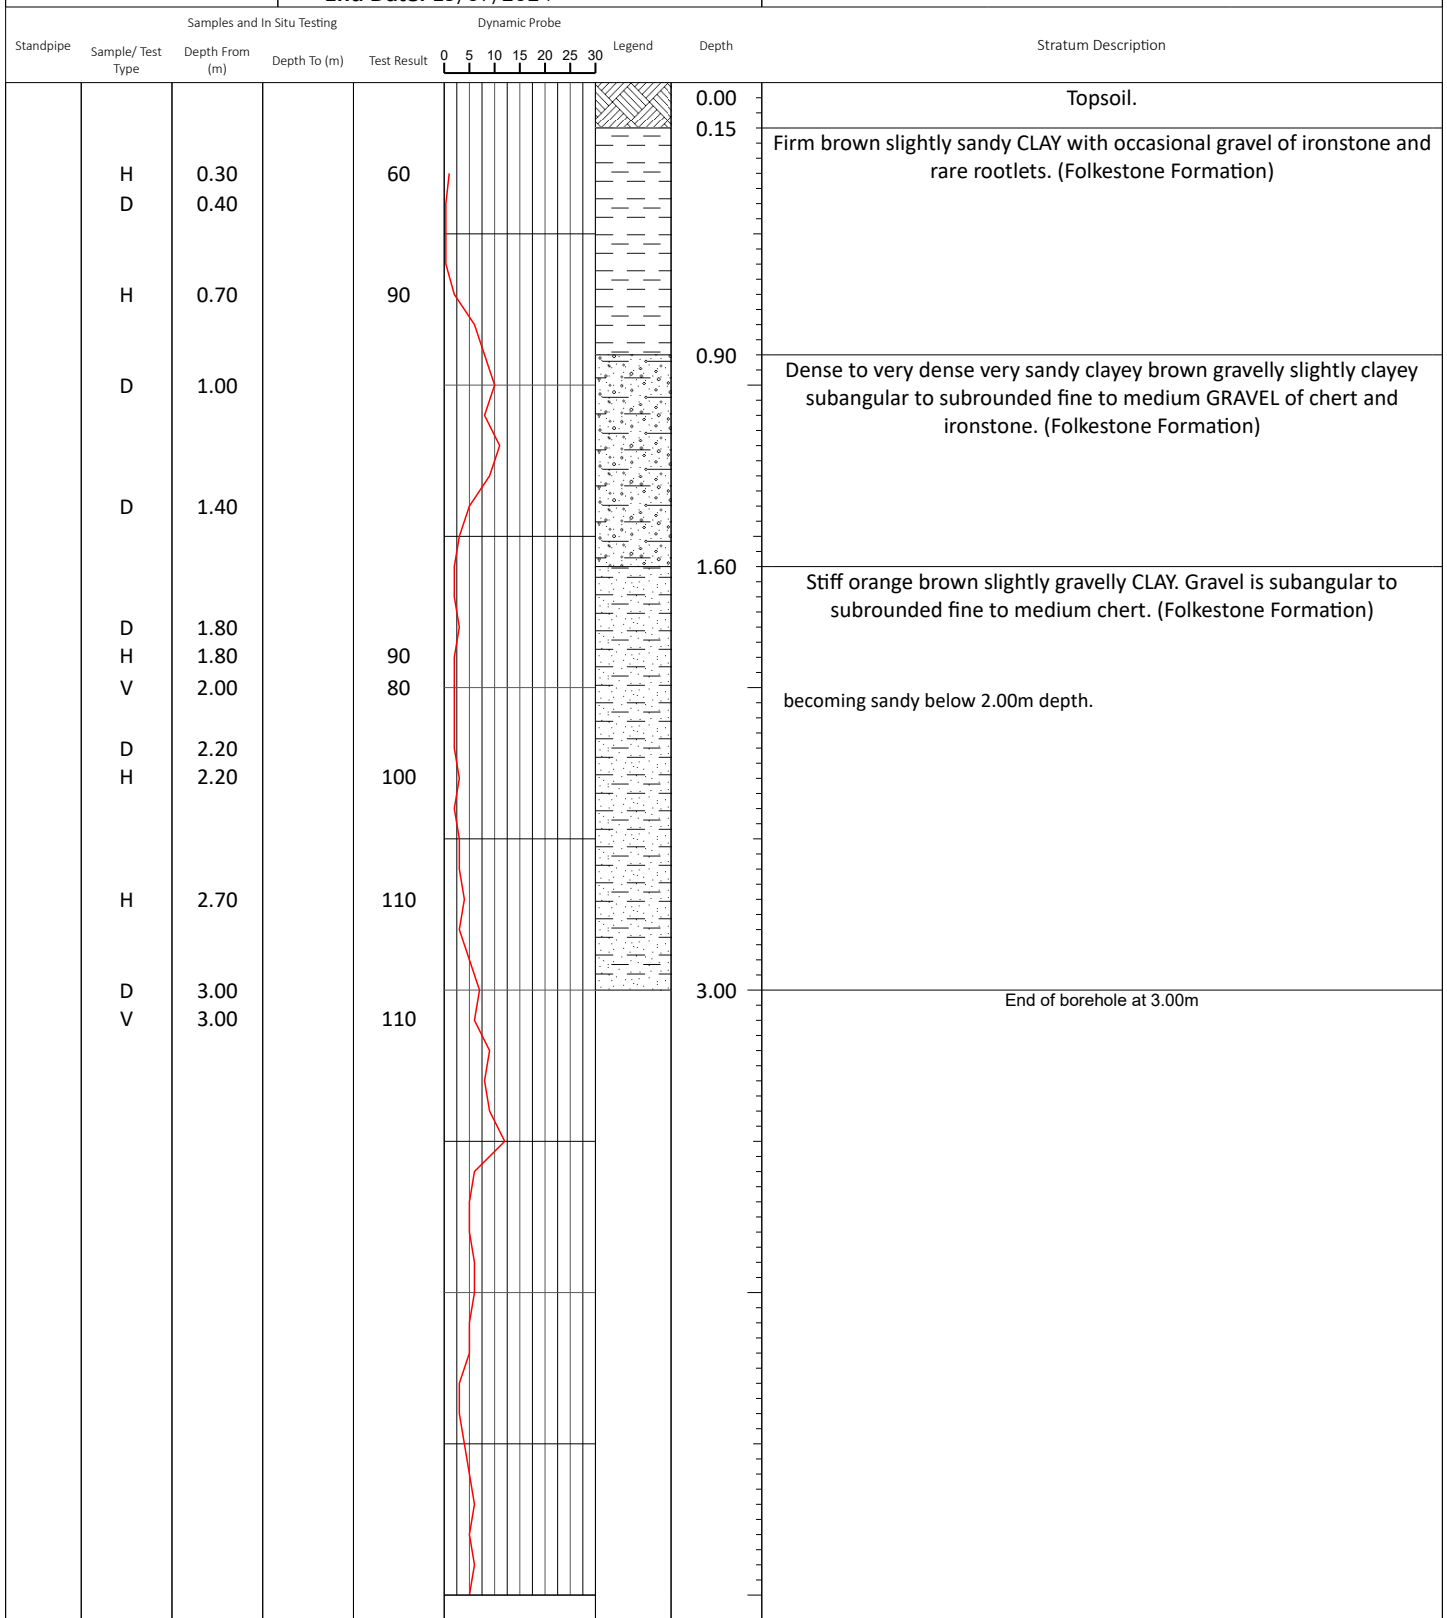 Samples and In Situ Testing
Dynamic Probe
Standpipe
Sample/ Test
Type
Depth From
(m)
Depth To (m)
Test Result
0 5 10 15 20 25 30
Legend
Depth
Stratum Description
0.00 Topsoil.
0.15
Firm brown slightly sandy CLAY with occasional gravel of ironstone and
rare rootlets. (Folkestone Formation)
H 0.30 60
D 0.40
H 0.70 90
0.90
Dense to very dense very sandy clayey brown gravelly slightly clayey
subangular to subrounded fine to medium GRAVEL of chert and
ironstone. (Folkestone Formation)
D 1.00
D 1.40
1.60
Stiff orange brown slightly gravelly CLAY. Gravel is subangular to
subrounded fine to medium chert. (Folkestone Formation)
D 1.80
H 1.80 90
V 2.00 80
becoming sandy below 2.00m depth.
D 2.20
H 2.20 100
H 2.70 110
D 3.00 3.00
End of borehole at 3.00m
V 3.00 110